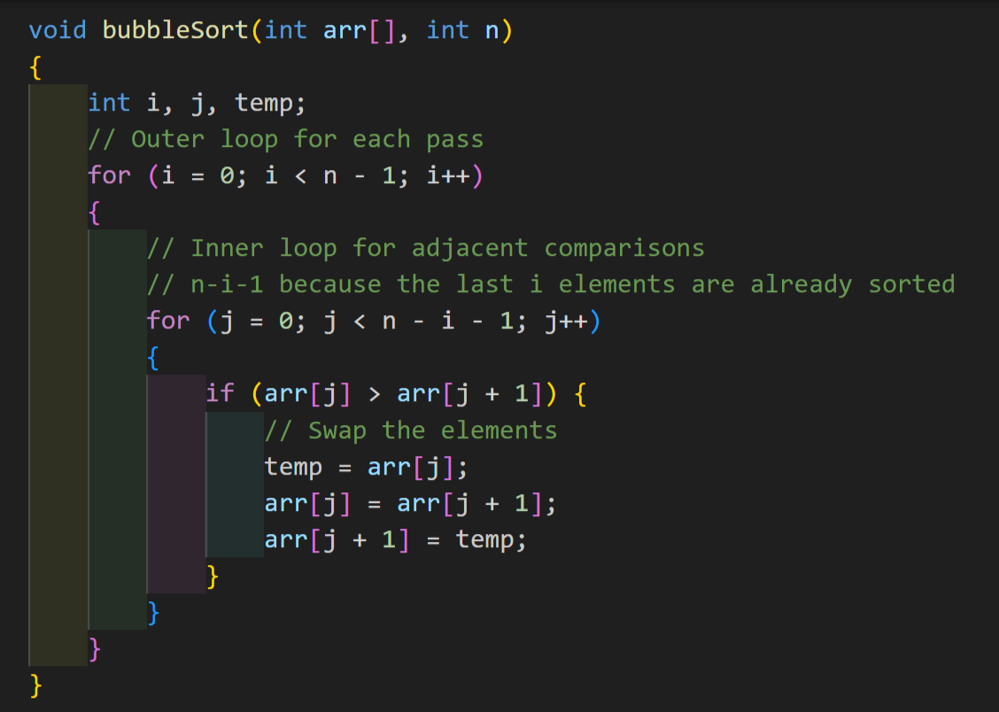 void bubbleSort(int arr[], int n)
{
    int i, j, temp;
    // Outer loop for each pass
    for (i = 0; i < n - 1; i++)
    {
        // Inner loop for adjacent comparisons
        // n-i-1 because the last i elements are already sorted
        for (j = 0; j < n - i - 1; j++)
        {
            if (arr[j] > arr[j + 1]) {
                // Swap the elements
                temp = arr[j];
                arr[j] = arr[j + 1];
                arr[j + 1] = temp;
            }
        }
    }
}